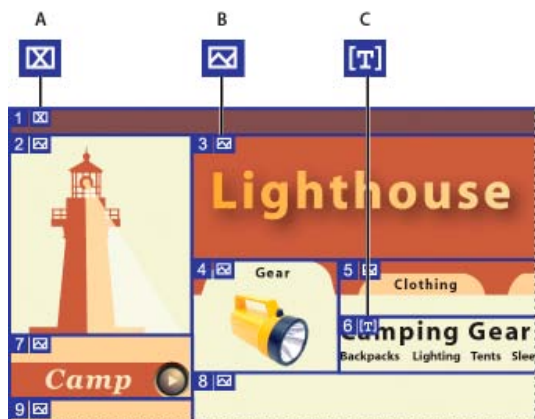 A B C
[T]
1
2 3
Lighthouse
4 Gear 5
Clothing
6 [T] Camping Gear
Backpacks Lighting Tents
7
Camp
8
9